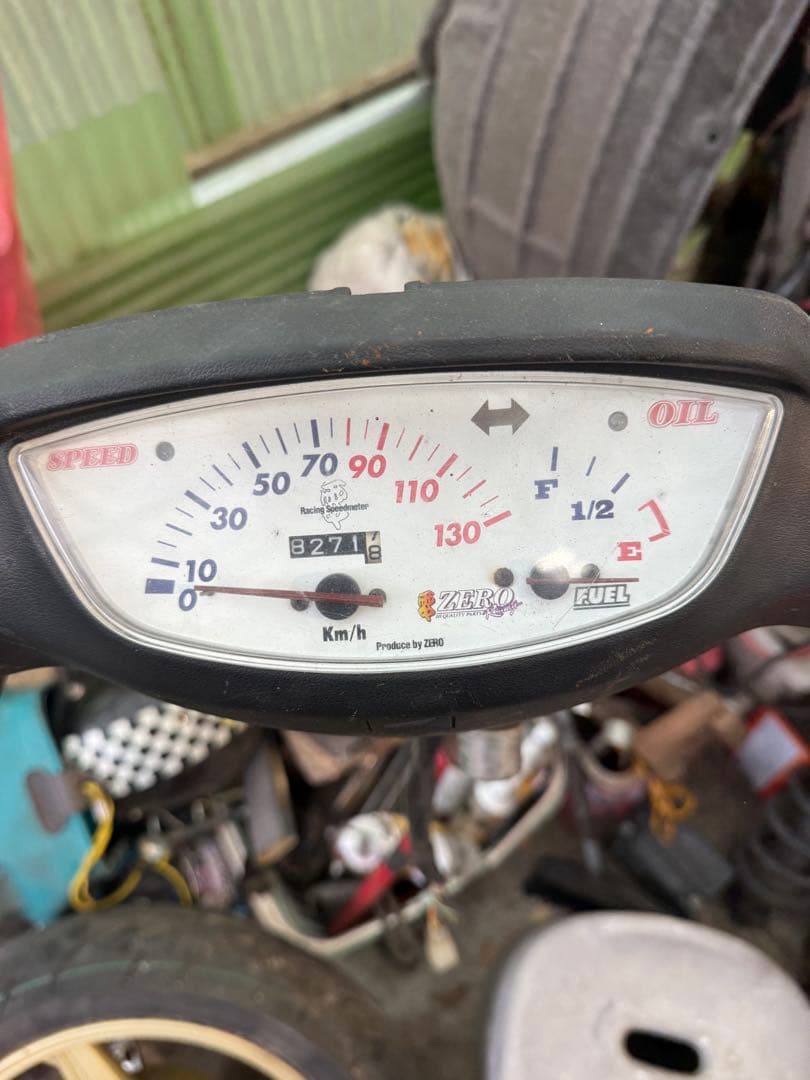 SPEED
OIL
0
10
30
50
70
90
110
130
Racing Speedmeter
8271
Km/h
Produce by ZERO
F
1/2
E
ZERO
FUEL